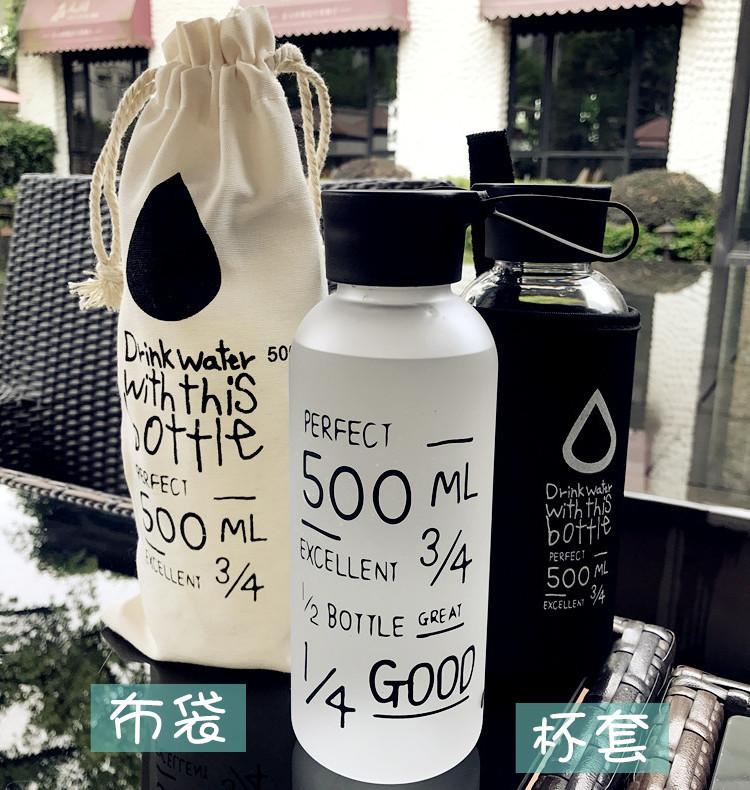 Drink water
with this
bottle
PERFECT
500 ML
EXCELLENT 3/4
PERFECT
500 ML
EXCELLENT 3/4
1/2 BOTTLE GREAT
1/4 GOOD
Drink water
with this
bottle
PERFECT
500 ML
EXCELLENT 3/4
布袋
杯套